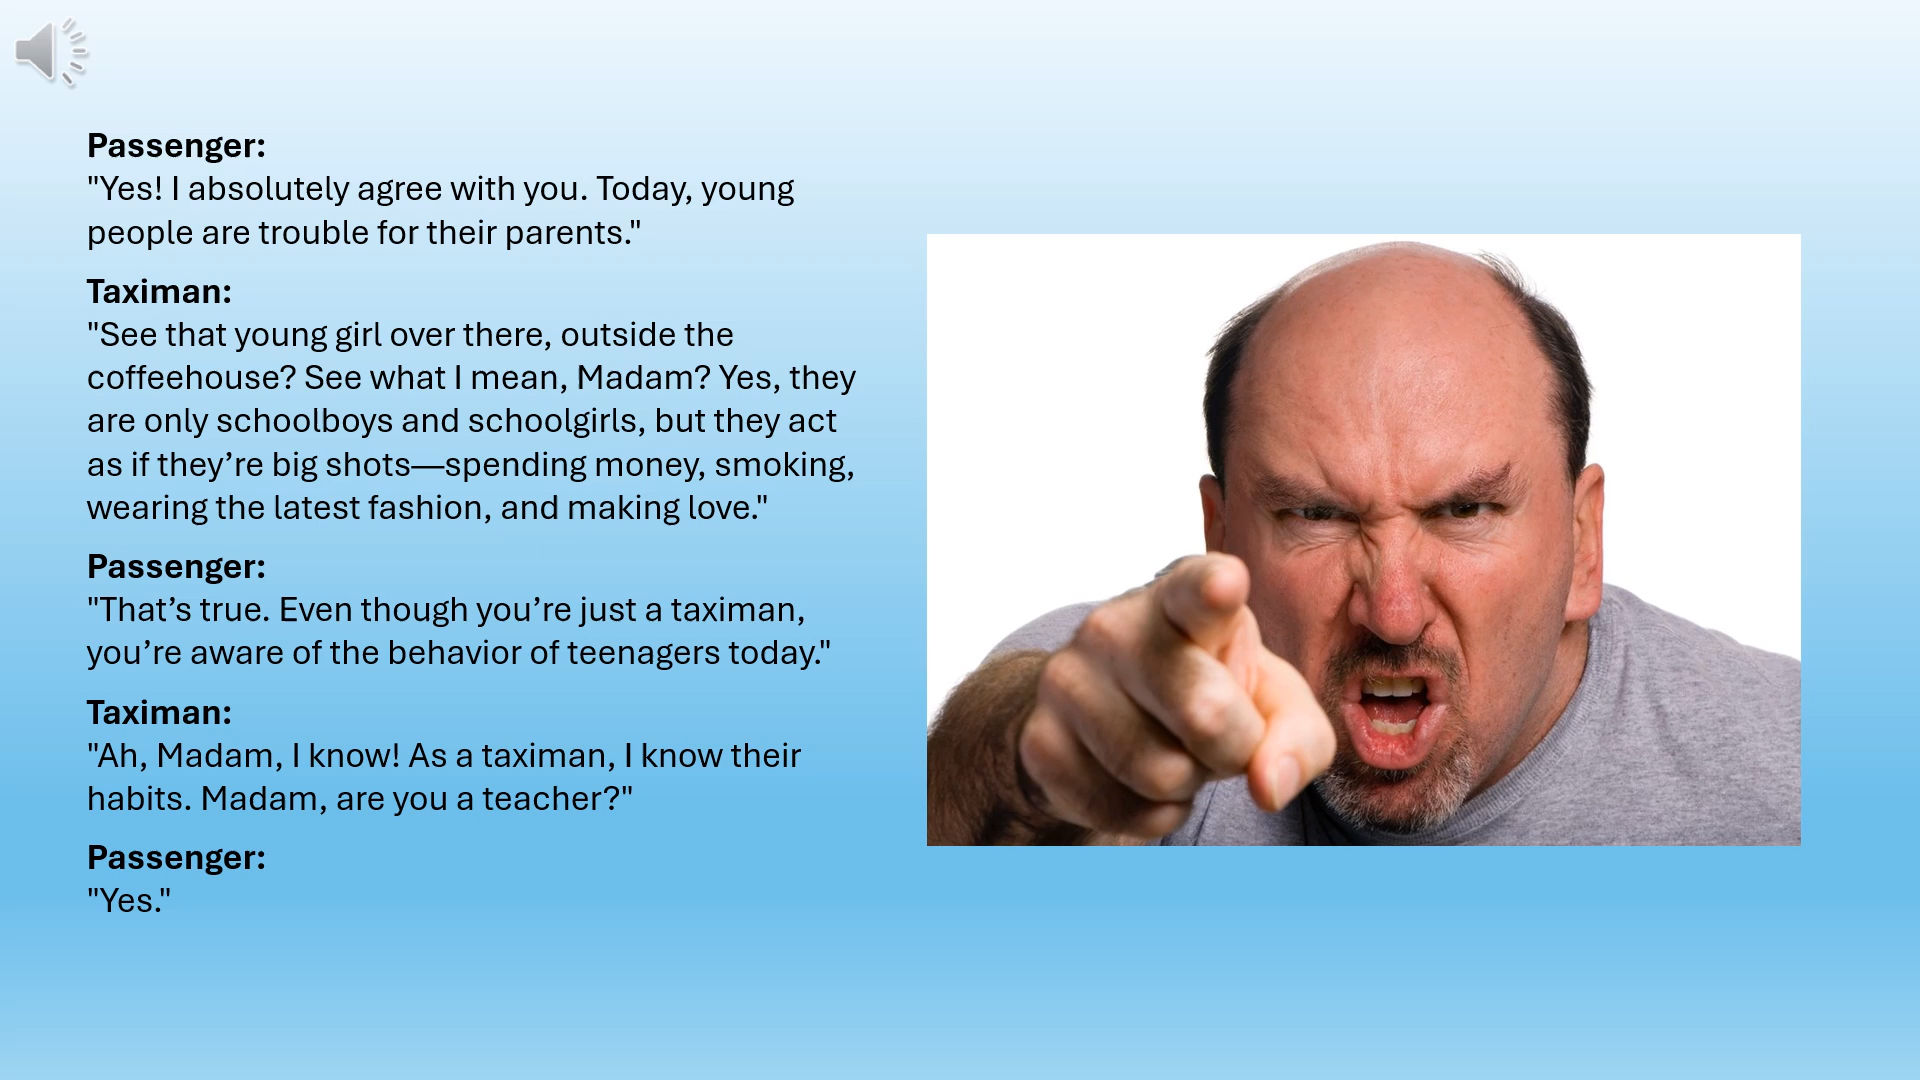 Passenger:
"Yes! I absolutely agree with you. Today, young
people are trouble for their parents."
Taximan:
"See that young girl over there, outside the
coffeehouse? See what I mean, Madam? Yes, they
are only schoolboys and schoolgirls, but they act
as if they’re big shots—spending money, smoking,
wearing the latest fashion, and making love."
Passenger:
"That’s true. Even though you’re just a taximan,
you’re aware of the behavior of teenagers today."
Taximan:
"Ah, Madam, I know! As a taximan, I know their
habits. Madam, are you a teacher?"
Passenger:
"Yes."